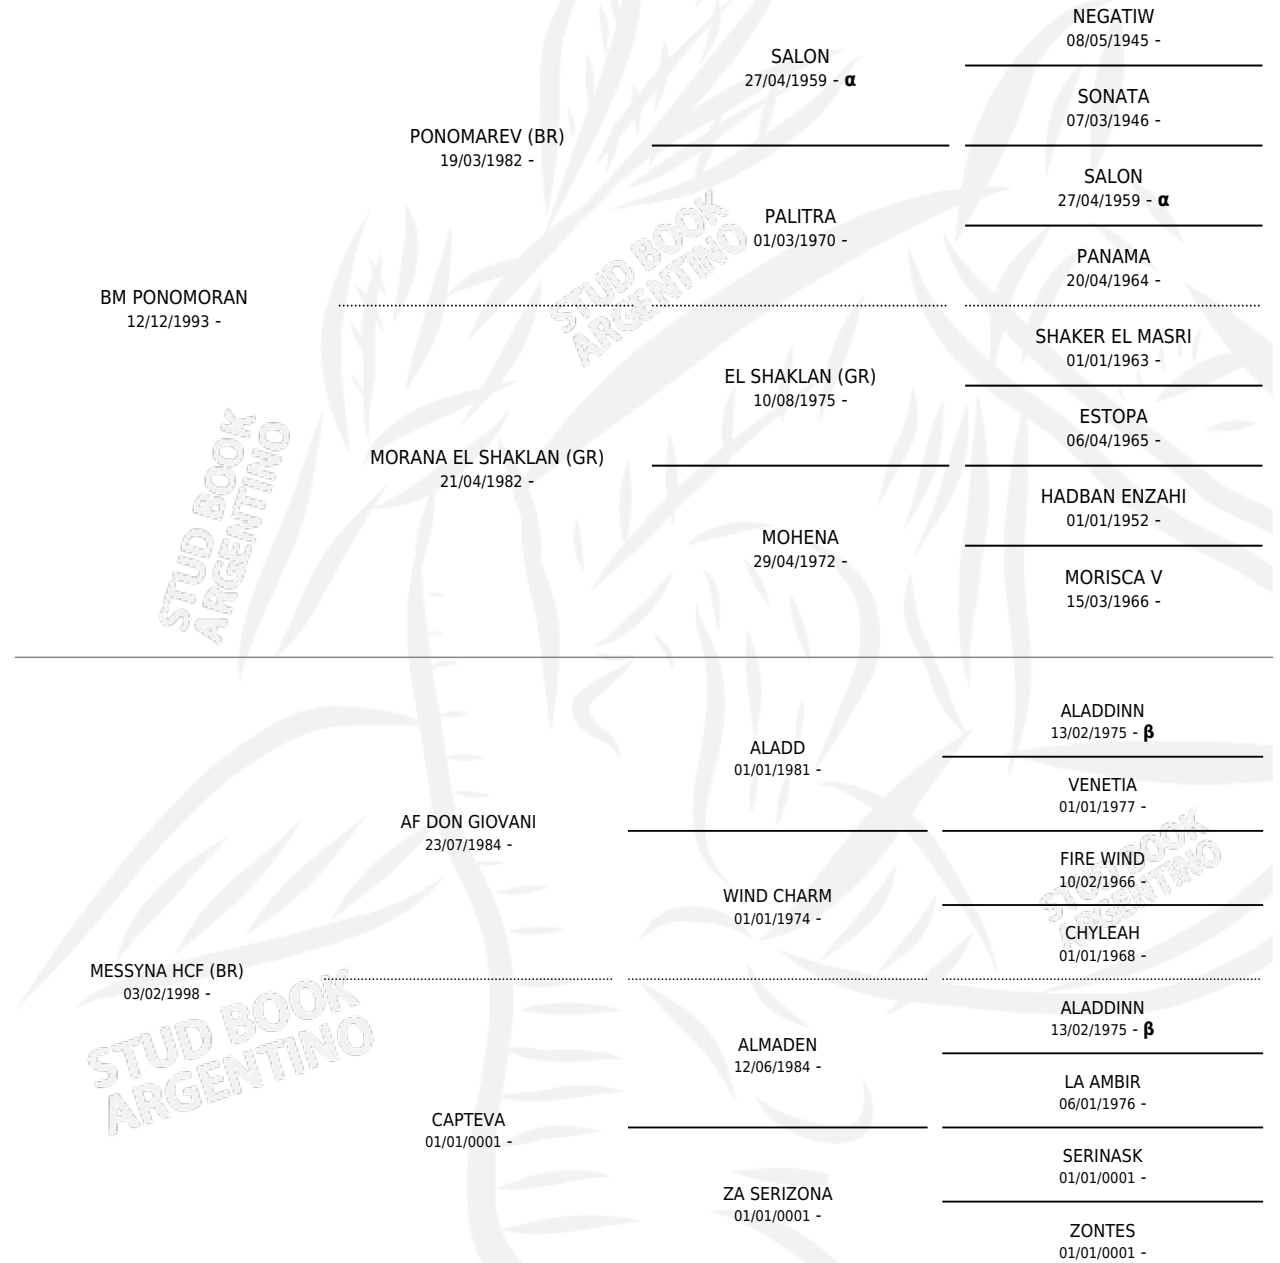 NEGATIW
08/05/1945 -
SALON
27/04/1959 - α
SONATA
07/03/1946 -
PONOMAREV (BR)
19/03/1982 -
SALON
27/04/1959 - α
PALITRA
01/03/1970 -
PANAMA
20/04/1964 -
BM PONOMORAN
12/12/1993 -
SHAKER EL MASRI
01/01/1963 -
EL SHAKLAN (GR)
10/08/1975 -
ESTOPA
06/04/1965 -
MORANA EL SHAKLAN (GR)
21/04/1982 -
HADBAN ENZAHI
01/01/1952 -
MOHENA
29/04/1972 -
MORISCA V
15/03/1966 -
STUD BOOK
ARGENTINO
STUD BOOK
ARGENTINO
ALADDINN
13/02/1975 - β
ALADD
01/01/1981 -
VENETIA
01/01/1977 -
AF DON GIOVANI
23/07/1984 -
FIRE WIND
10/02/1966 -
WIND CHARM
01/01/1974 -
CHYLEAH
01/01/1968 -
MESSYNA HCF (BR)
03/02/1998 -
ALADDINN
13/02/1975 - β
ALMADEN
12/06/1984 -
LA AMBIR
06/01/1976 -
CAPTEVA
01/01/0001 -
SERINASK
01/01/0001 -
ZA SERIZONA
01/01/0001 -
ZONTES
01/01/0001 -
STUD BOOK
ARGENTINO
STUD BOOK
ARGENTINO